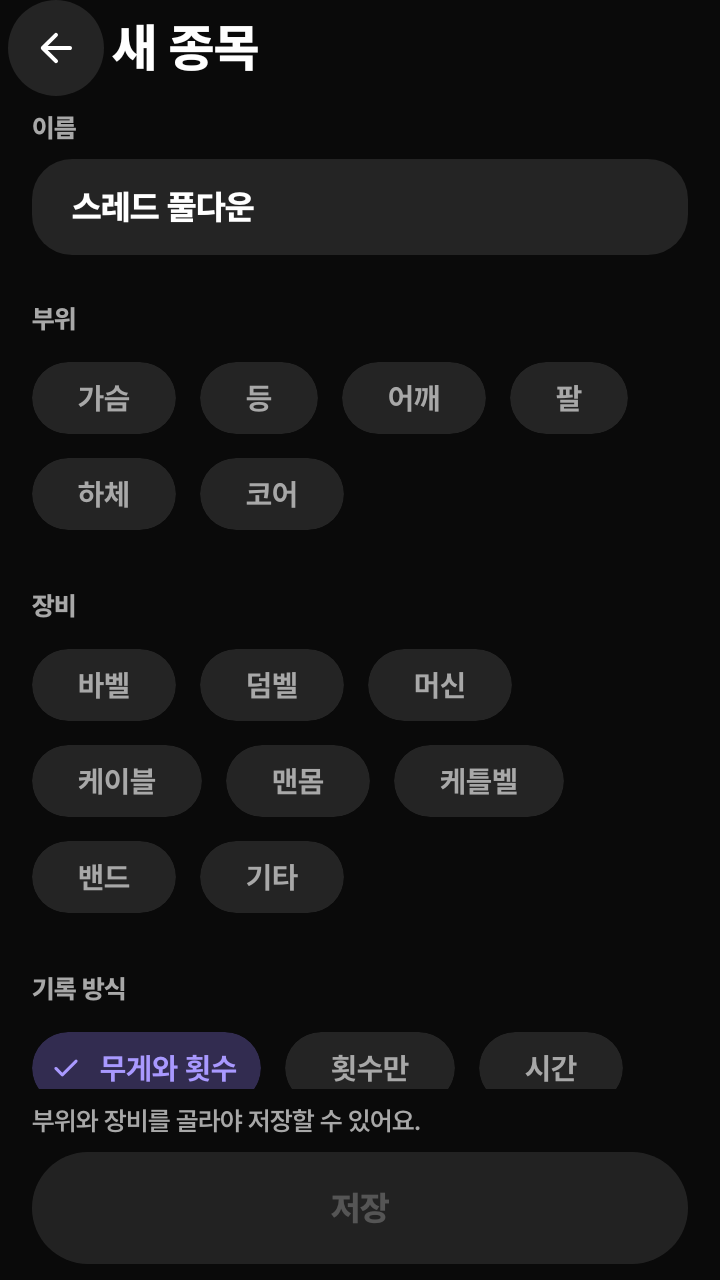 새 종목
이름
스레드 풀다운
부위
가슴 등 어깨 팔
하체 코어
장비
바벨 덤벨 머신
케이블 맨몸 케틀벨
밴드 기타
기록 방식
무게와 횟수 횟수만 시간
부위와 장비를 골라야 저장할 수 있어요.
저장